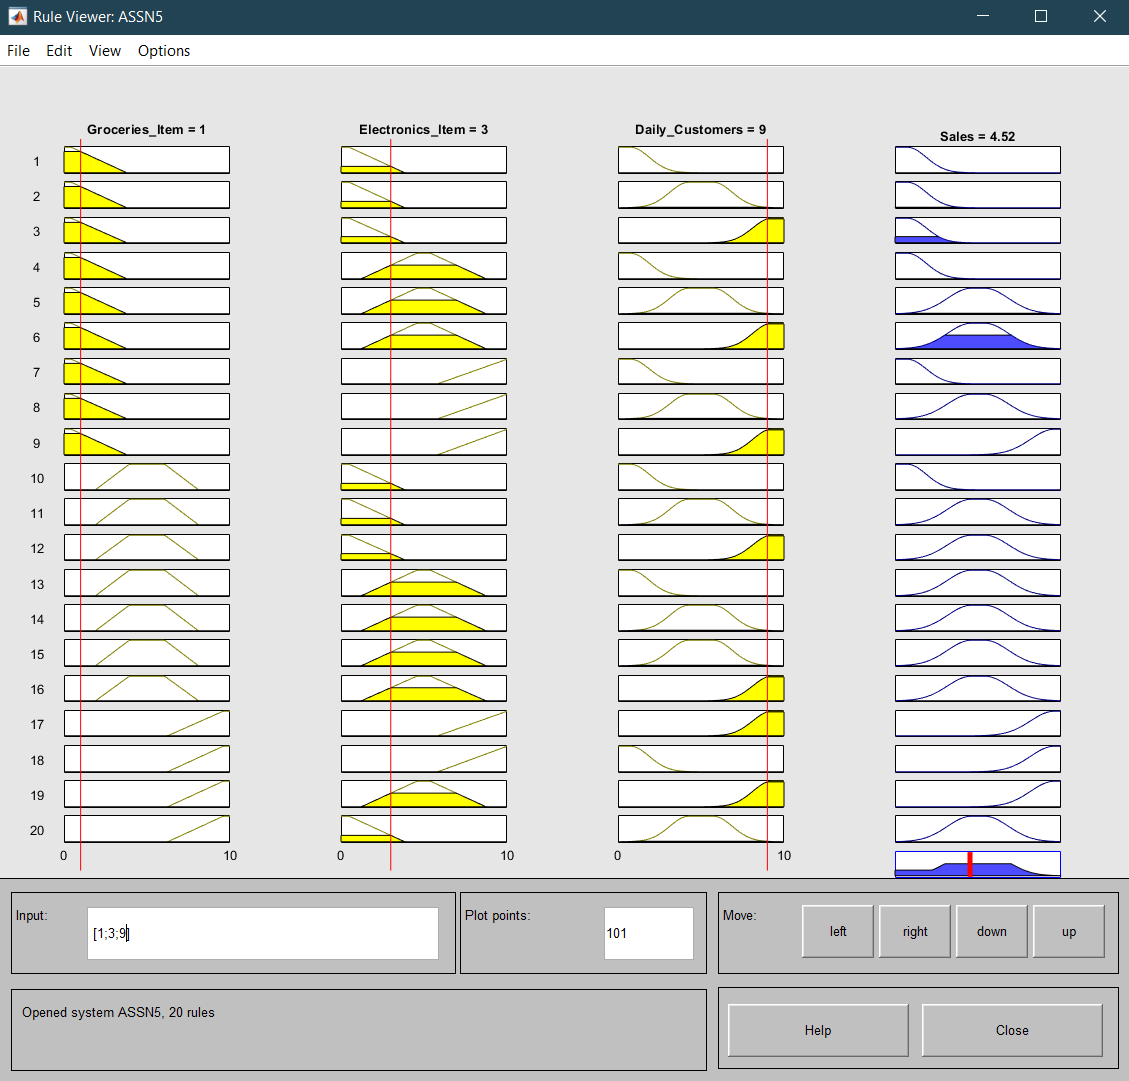 Rule Viewer: ASSN5
File Edit View Options
Groceries_Item = 1 Electronics_Item = 3 Daily_Customers = 9 Sales = 4.52
1
2
3
4
5
6
7
8
9
10
11
12
13
14
15
16
17
18
19
20
0 10 0 10 0 10
Input: [1;3;9] Plot points: 101 Move: left right down up
Opened system ASSN5, 20 rules
Help Close